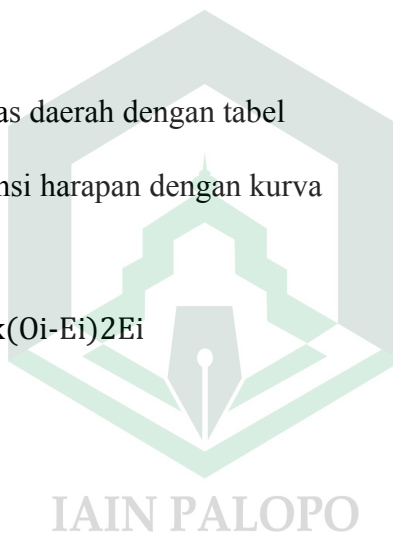 as daerah dengan tabel
nsi harapan dengan kurva
(Oi-Ei)2Ei
IAIN PALOPO